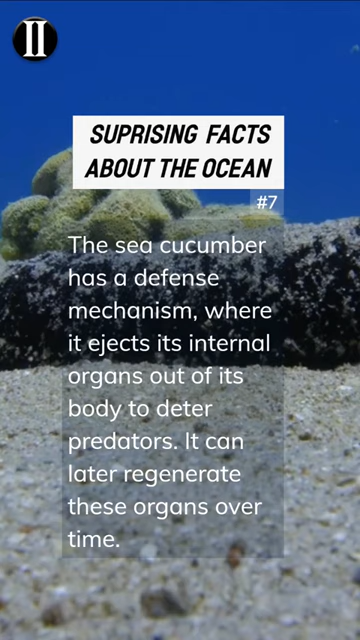 II
SUPRISING FACTS
ABOUT THE OCEAN
#7
The sea cucumber
has a defense
mechanism, where
it ejects its internal
organs out of its
body to deter
predators. It can
later regenerate
these organs over
time.